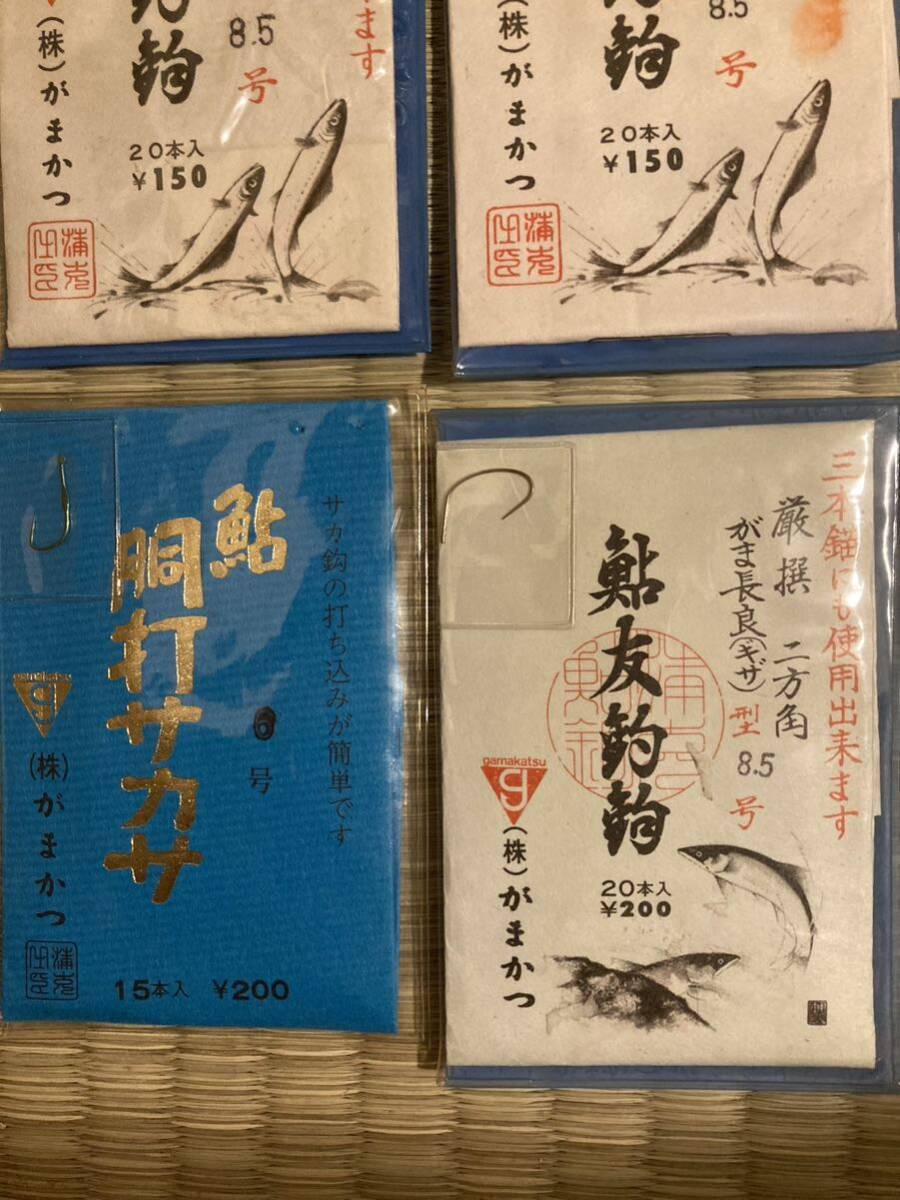 ます
8.5
号
釣鉤
20本入
¥150
(株)がまかつ
8.5
号
釣鉤
20本入
¥150
(株)がまかつ
サカ鈎の打ち込みが簡単です
鮎
胴打サカサ
6
号
g
(株)がまかつ
15本入 ¥200
三本錨にも使用出来ます
厳撰 二方角
がま長良(ギザ)型
8.5
号
鮎友釣鉤
20本入
¥200
gamakatsu
g
(株)がまかつ